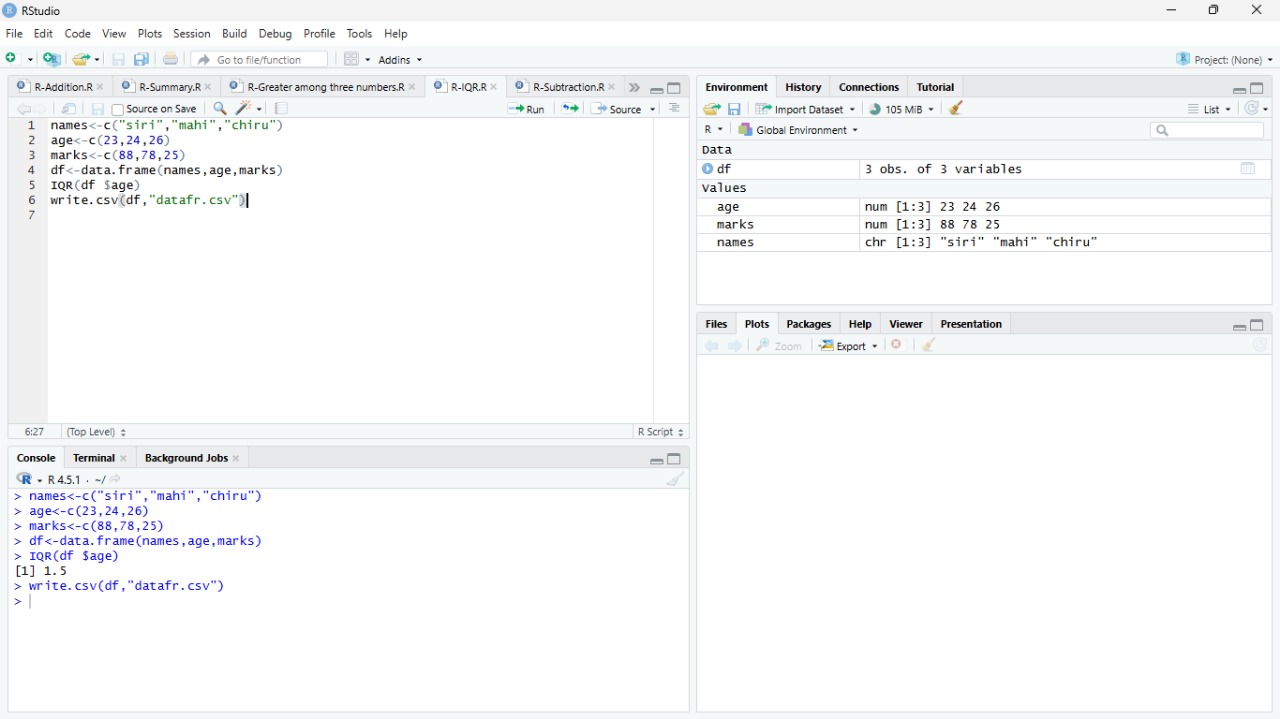 RStudio
File Edit Code View Plots Session Build Debug Profile Tools Help
Go to file/function Addins Project: (None)
R-Addition.R R-Summary.R R-Greater among three numbers.R R-IQR.R R-Subtraction.R
Source on Save Run Source
1 names<-c("siri","mahi","chiru")
2 age<-c(23,24,26)
3 marks<-c(88,78,25)
4 df<-data.frame(names,age,marks)
5 IQR(df $age)
6 write.csv(df,"datafr.csv")
7
6:27 (Top Level) R Script
Console Terminal Background Jobs
R 4.5.1 · ~/
> names<-c("siri","mahi","chiru")
> age<-c(23,24,26)
> marks<-c(88,78,25)
> df<-data.frame(names,age,marks)
> IQR(df $age)
[1] 1.5
> write.csv(df,"datafr.csv")
>
Environment History Connections Tutorial
Import Dataset 105 MiB List
R Global Environment
Data
df 3 obs. of 3 variables
Values
age num [1:3] 23 24 26
marks num [1:3] 88 78 25
names chr [1:3] "siri" "mahi" "chiru"
Files Plots Packages Help Viewer Presentation
Zoom Export